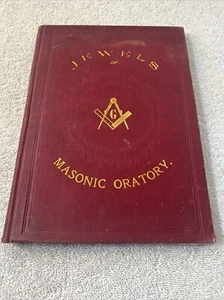 JEWELS
OF
G
MASONIC ORATORY.